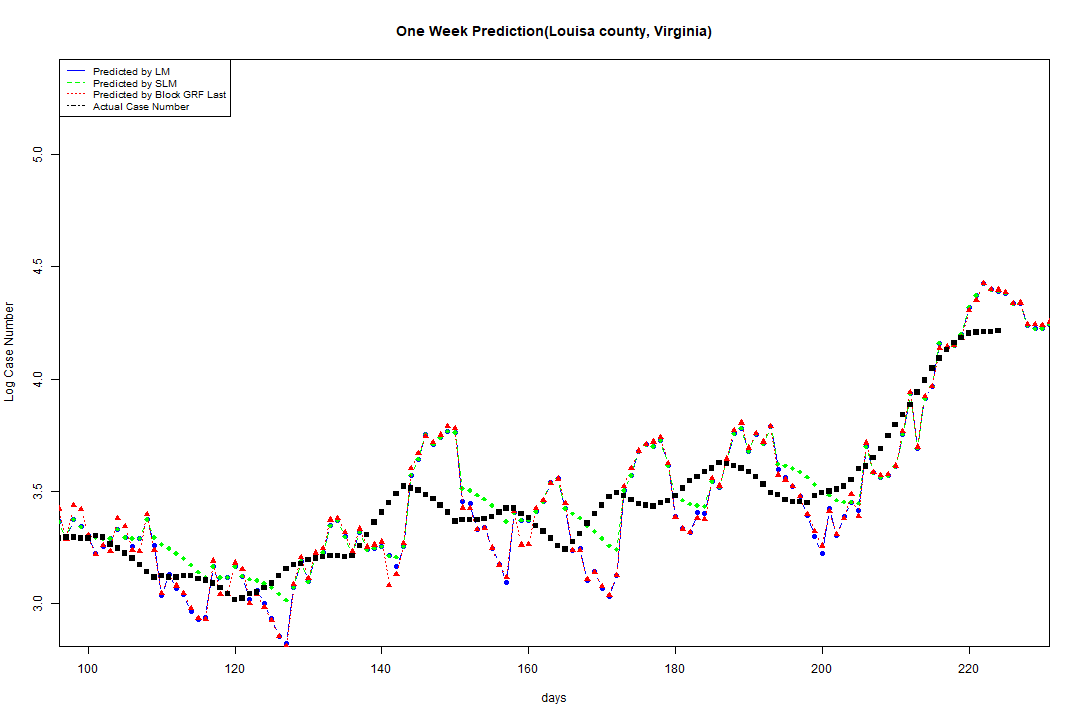 One Week Prediction(Louisa county, Virginia)
Predicted by LM
Predicted by SLM
Predicted by Block GRF Last
Actual Case Number
5.0
4.5
4.0
3.5
3.0
Log Case Number
100 120 140 160 180 200 220
days